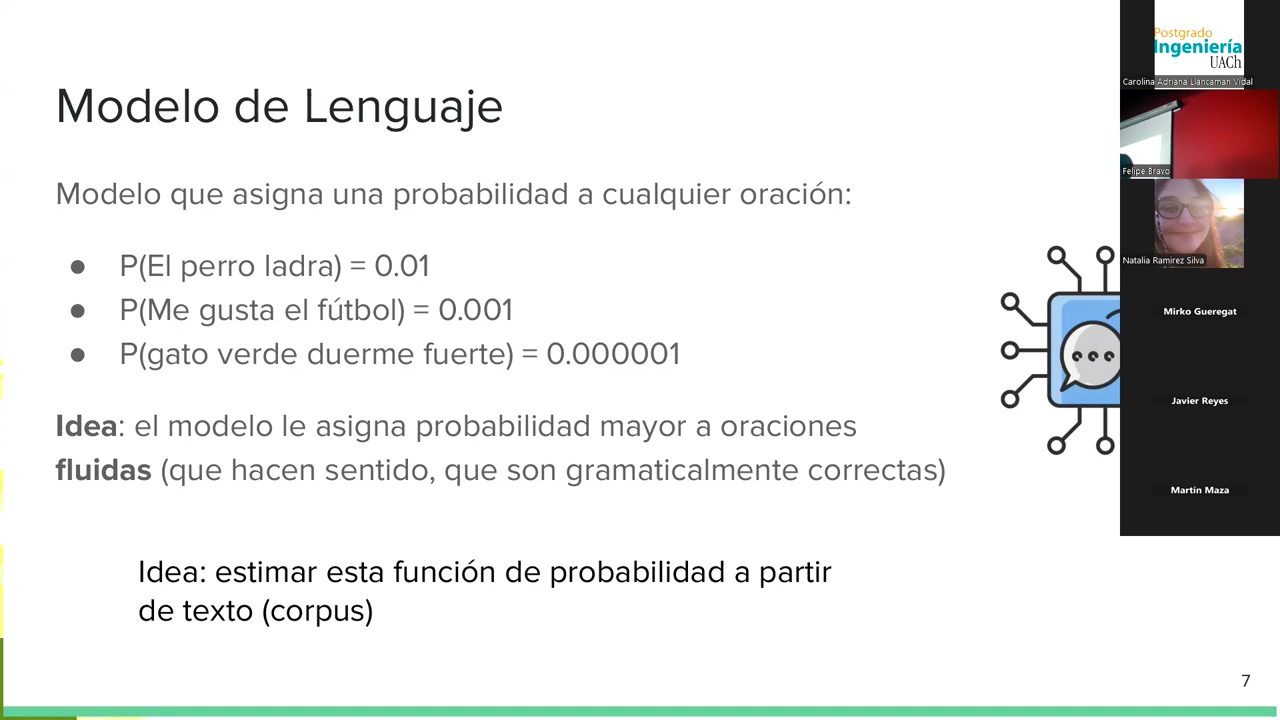 Modelo de Lenguaje
Modelo que asigna una probabilidad a cualquier oración:
● P(El perro ladra) = 0.01
● P(Me gusta el fútbol) = 0.001
● P(gato verde duerme fuerte) = 0.000001
Idea: el modelo le asigna probabilidad mayor a oraciones
fluidas (que hacen sentido, que son gramaticalmente correctas)
Idea: estimar esta función de probabilidad a partir
de texto (corpus)
7
Postgrado
Ingeniería
UACh
Carolina Adriana Llancaman Vidal
Felipe Bravo
Natalia Ramirez Silva
Mirko Gueregat
Javier Reyes
Martín Maza